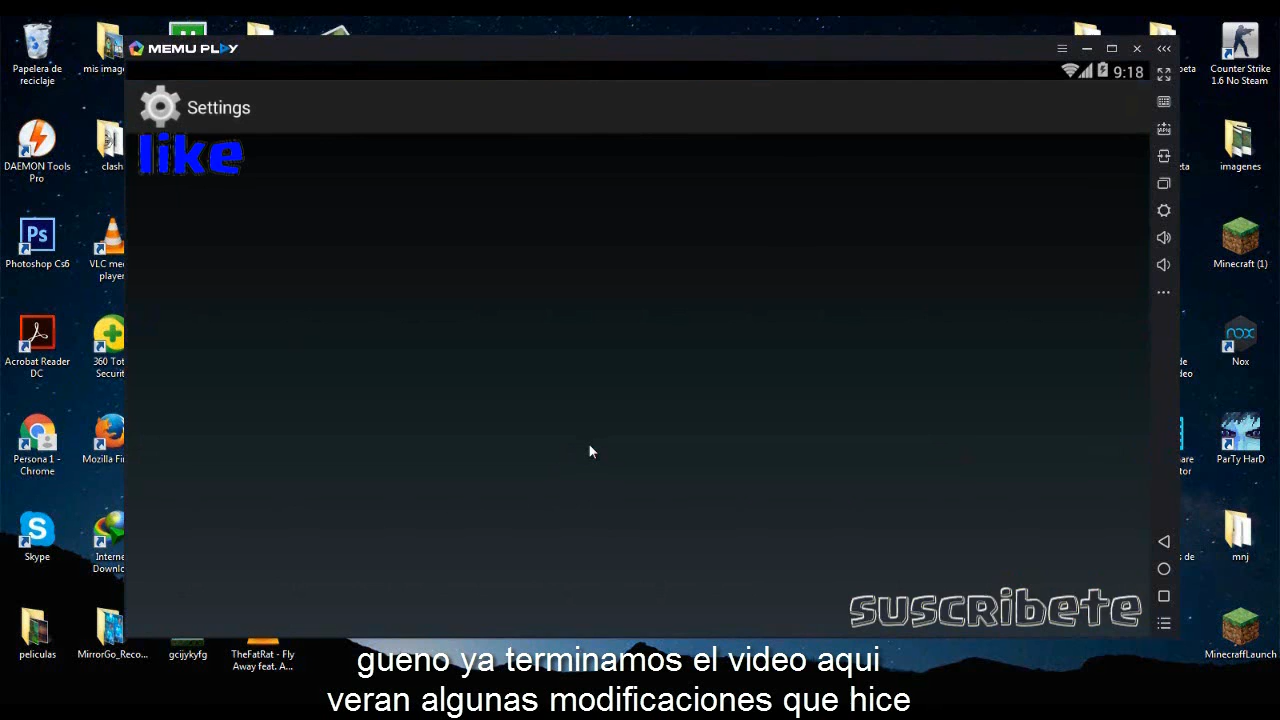 MEMU PLAY
9:18
Settings
like
Papelera de
reciclaje
mis imag
Counter Strike
1.6 No Steam
DAEMON Tools
Pro
clash
imagenes
Photoshop Cs6
VLC me
player
Minecraft (1)
Acrobat Reader
DC
360 Tot
Securi
Nox
Persona 1 -
Chrome
Mozilla Fi
ParTy HarD
Skype
Interne
Downlo
mnj
suscribete
peliculas
MirrorGo_Reco...
gcijykyfg
TheFatRat - Fly
Away feat. A...
MinecraffLaunch
gueno ya terminamos el video aqui
veran algunas modificaciones que hice